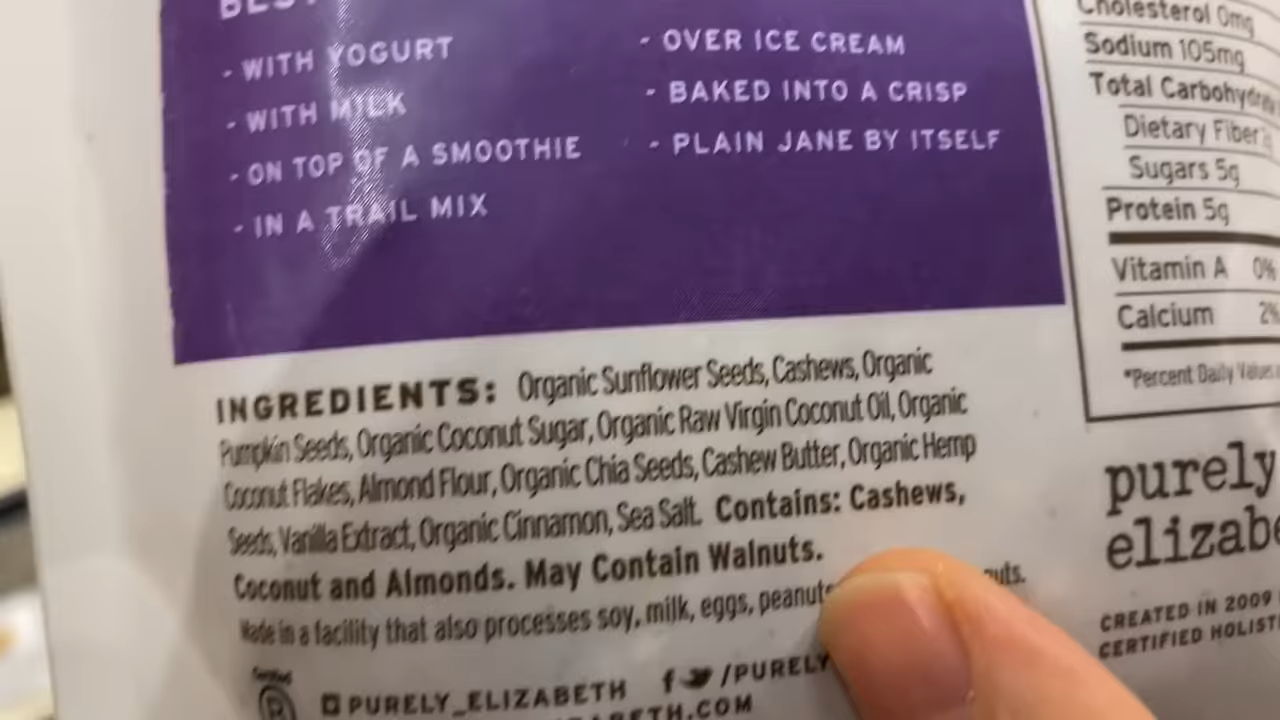 - WITH YOGURT
- WITH MILK
- ON TOP OF A SMOOTHIE
- IN A TRAIL MIX
- OVER ICE CREAM
- BAKED INTO A CRISP
- PLAIN JANE BY ITSELF
INGREDIENTS: Organic Sunflower Seeds, Cashews, Organic
Pumpkin Seeds, Organic Coconut Sugar, Organic Raw Virgin Coconut Oil, Organic
Coconut Flakes, Almond Flour, Organic Chia Seeds, Cashew Butter, Organic Hemp
Seeds, Vanilla Extract, Organic Cinnamon, Sea Salt. Contains: Cashews,
Coconut and Almonds. May Contain Walnuts.
Made in a facility that also processes soy, milk, eggs, peanuts
PURELY_ELIZABETH /PURELY
Cholesterol 0mg
Sodium 105mg
Total Carbohydrate
Dietary Fiber
Sugars 5g
Protein 5g
Vitamin A 0%
Calcium 2%
*Percent Daily Values
purely
CREATED IN 2009
CERTIFIED